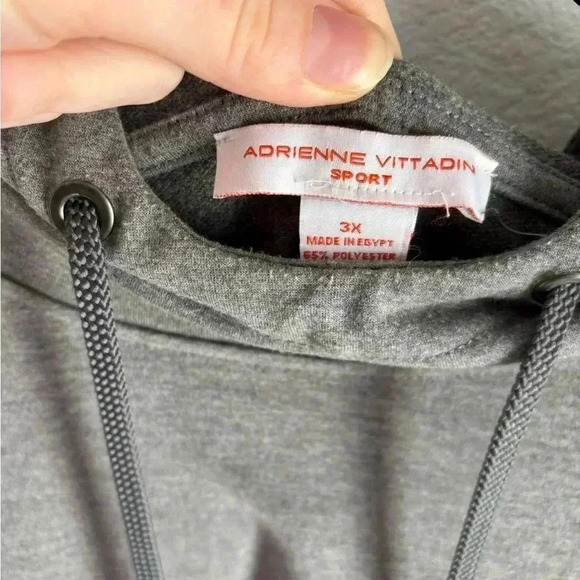 ADRIENNE VITTADINI
SPORT
3X
MADE IN EGYPT
65% POLYESTER